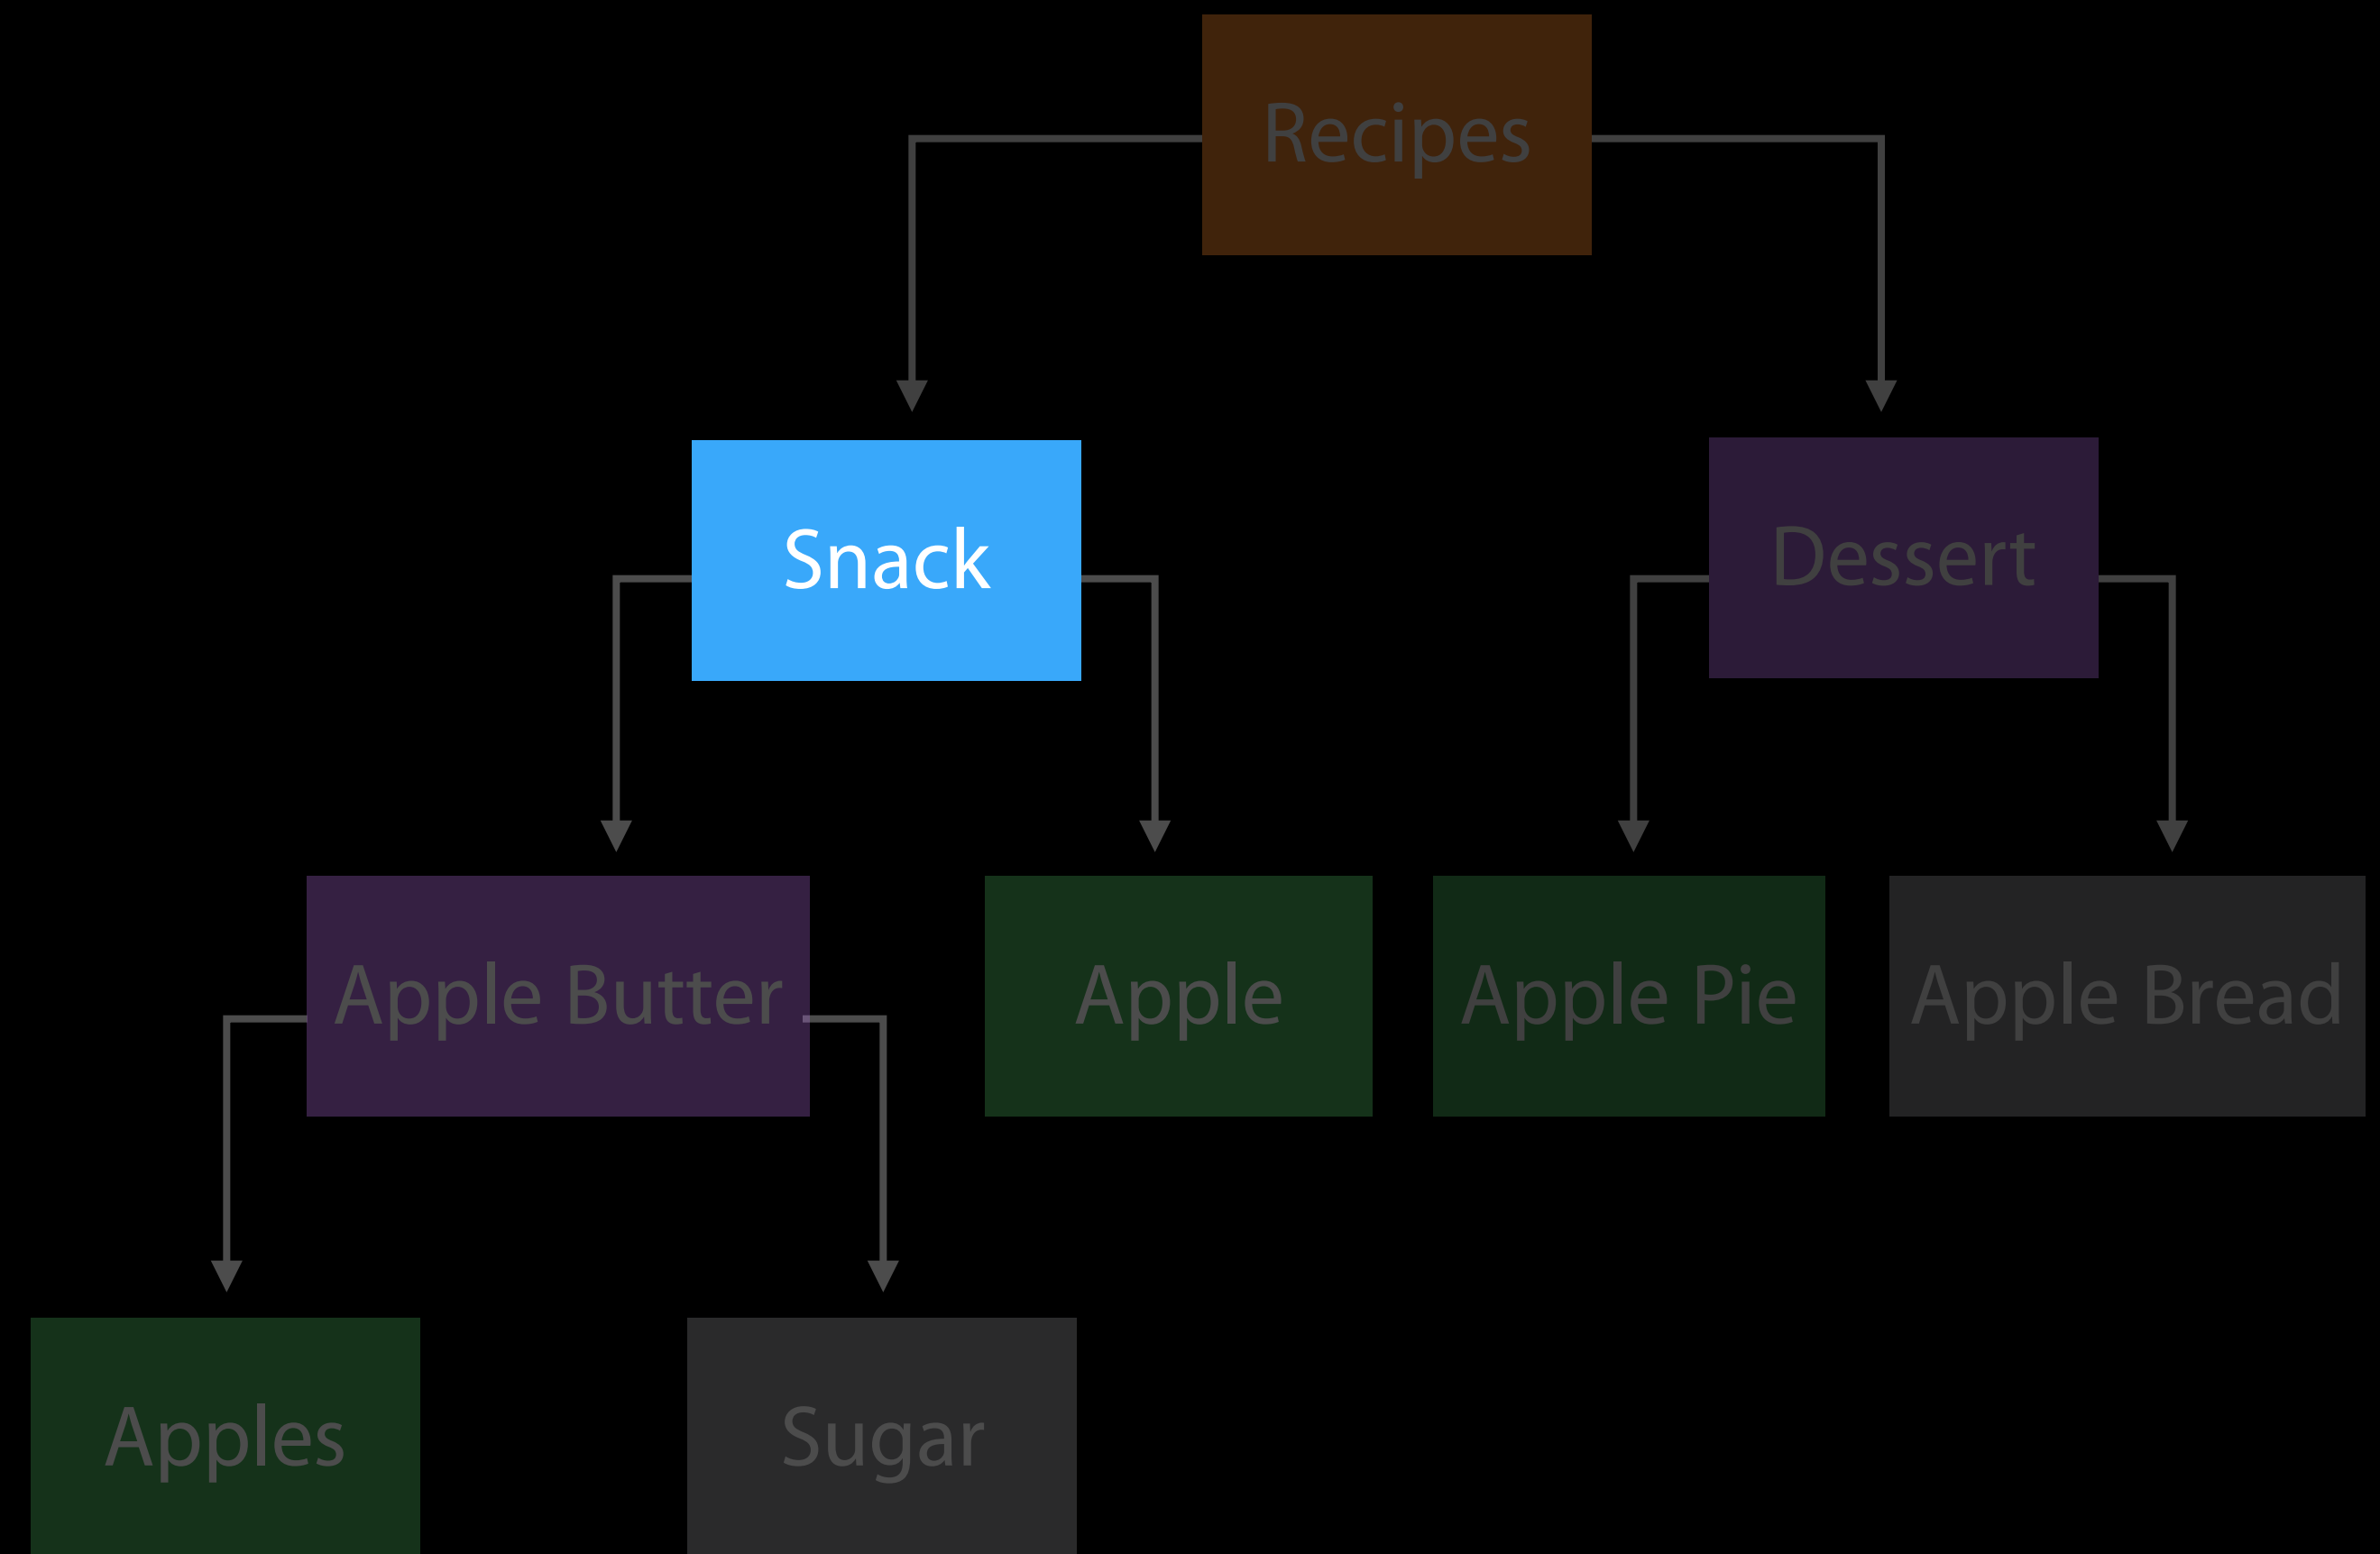 Recipes
Snack
Dessert
Apple Butter
Apple
Apple Pie
Apple Bread
Apples
Sugar